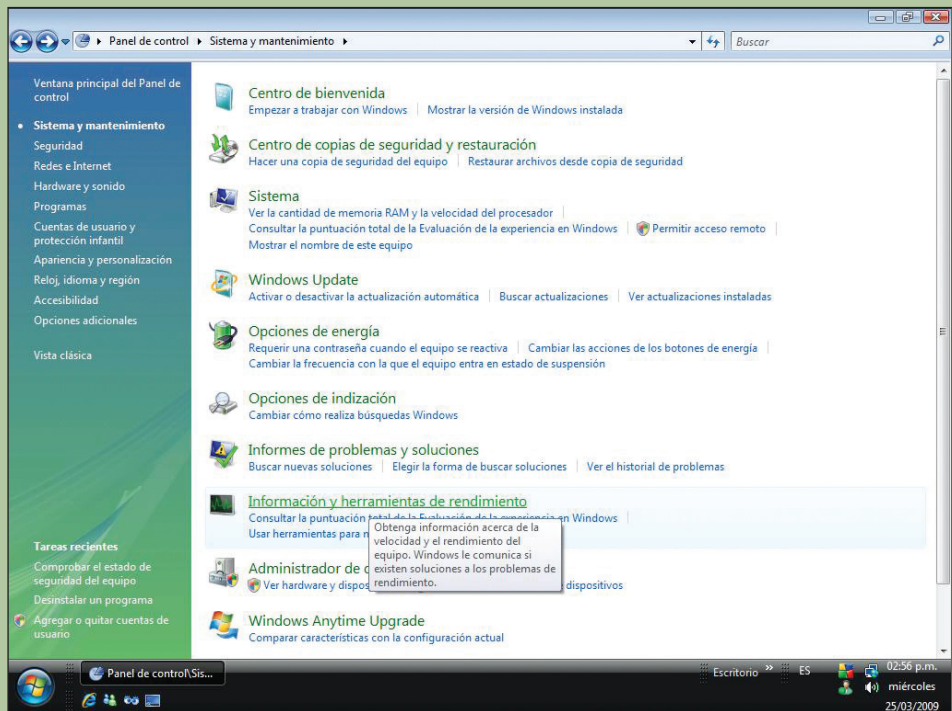 Panel de control ▸ Sistema y mantenimiento ▸
Buscar
Ventana principal del Panel de
control
• Sistema y mantenimiento
Seguridad
Redes e Internet
Hardware y sonido
Programas
Cuentas de usuario y
protección infantil
Apariencia y personalización
Reloj, idioma y región
Accesibilidad
Opciones adicionales
Vista clásica
Tareas recientes
Comprobar el estado de
seguridad del equipo
Desinstalar un programa
Agregar o quitar cuentas de
usuario
Centro de bienvenida
Empezar a trabajar con Windows | Mostrar la versión de Windows instalada
Centro de copias de seguridad y restauración
Hacer una copia de seguridad del equipo | Restaurar archivos desde copia de seguridad
Sistema
Ver la cantidad de memoria RAM y la velocidad del procesador |
Consultar la puntuación total de la Evaluación de la experiencia en Windows | Permitir acceso remoto |
Mostrar el nombre de este equipo
Windows Update
Activar o desactivar la actualización automática | Buscar actualizaciones | Ver actualizaciones instaladas
Opciones de energía
Requerir una contraseña cuando el equipo se reactiva | Cambiar las acciones de los botones de energía |
Cambiar la frecuencia con la que el equipo entra en estado de suspensión
Opciones de indización
Cambiar cómo realiza búsquedas Windows
Informes de problemas y soluciones
Buscar nuevas soluciones | Elegir la forma de buscar soluciones | Ver el historial de problemas
Información y herramientas de rendimiento
Consultar la puntuación total de la Evaluación de la experiencia en Windows |
Usar herramientas para
Obtenga información acerca de la
velocidad y el rendimiento del
equipo. Windows le comunica si
existen soluciones a los problemas de
rendimiento.
Administrador de
Ver hardware y dispositivos
Windows Anytime Upgrade
Comparar características con la configuración actual
Panel de control\Sis...
Escritorio »
ES
02:56 p.m.
miércoles
25/03/2009